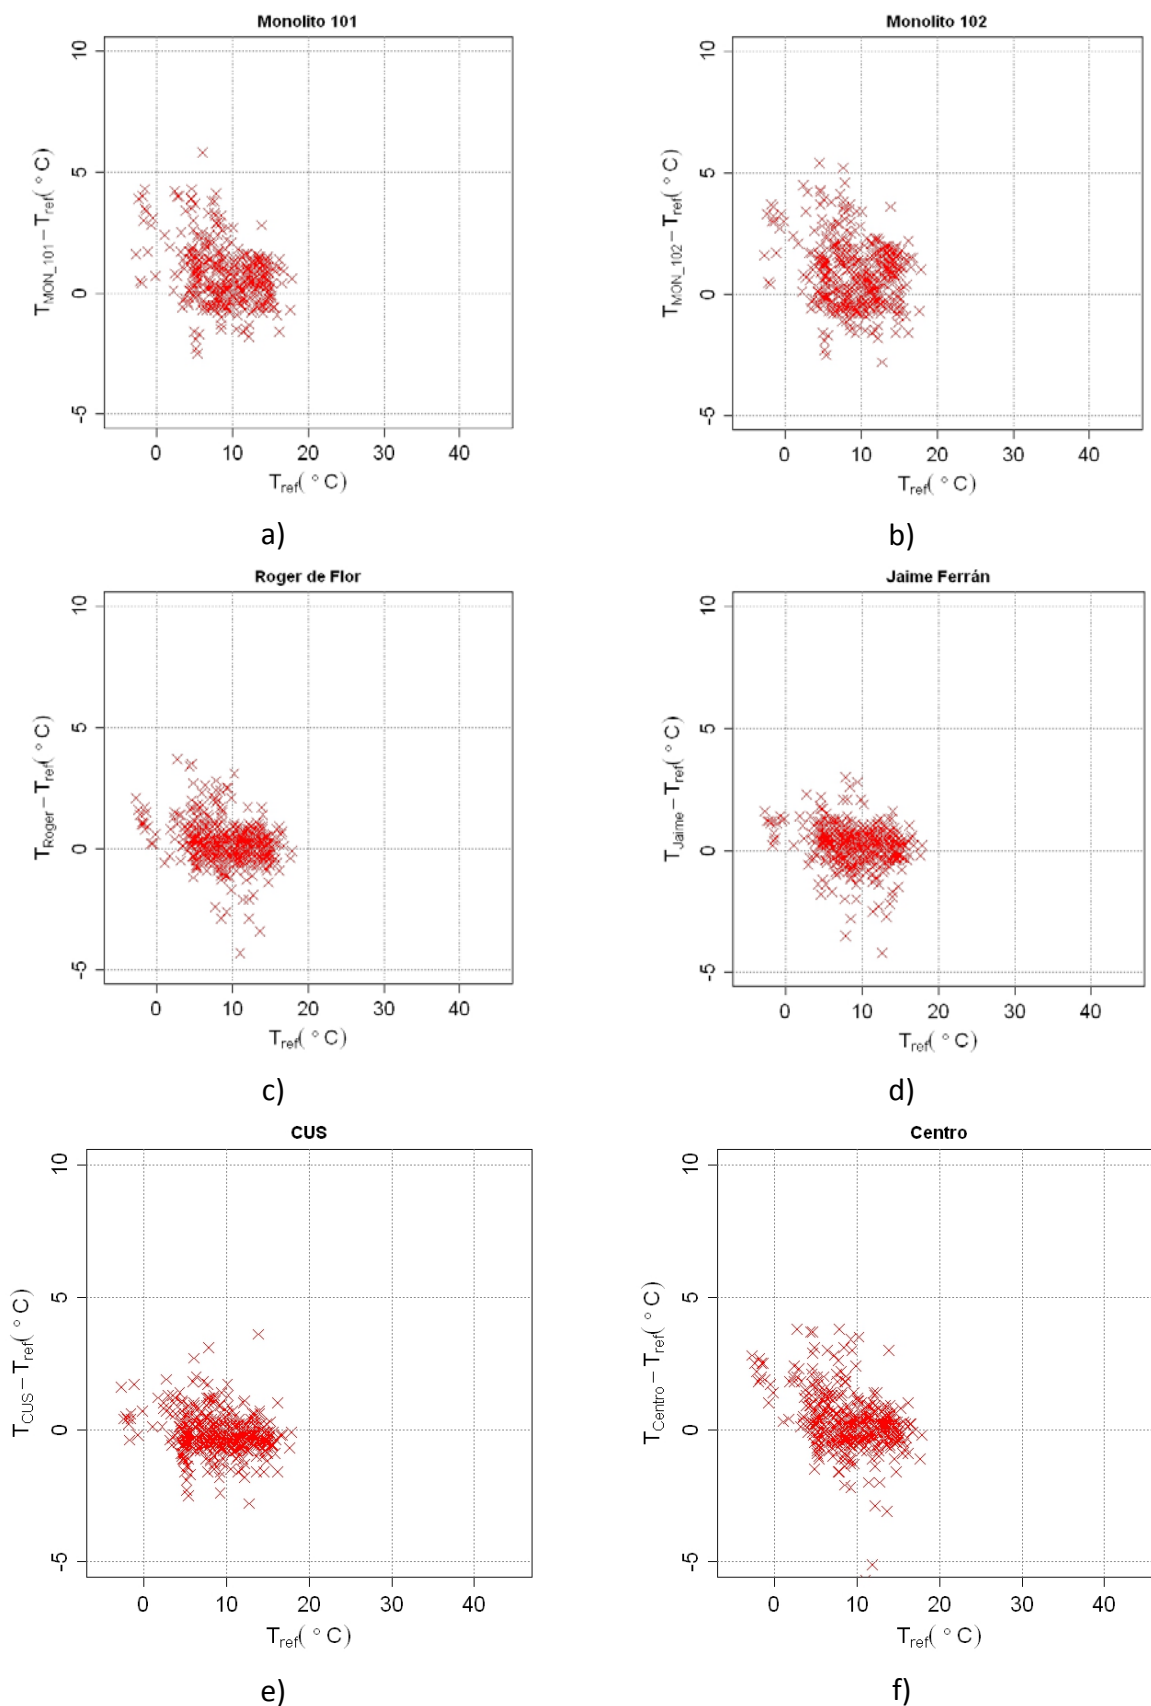 Monolito 101
Monolito 102
10
5
0
-5
T_MON_101 − T_ref( ° C)
0 10 20 30 40
T_ref( ° C)
10
5
0
-5
T_MON_102 − T_ref( ° C)
0 10 20 30 40
T_ref( ° C)
a)
b)
Roger de Flor
Jaime Ferrán
10
5
0
-5
T_Roger − T_ref( ° C)
0 10 20 30 40
T_ref( ° C)
10
5
0
-5
T_Jaime − T_ref( ° C)
0 10 20 30 40
T_ref( ° C)
c)
d)
CUS
Centro
10
5
0
-5
T_CUS − T_ref( ° C)
0 10 20 30 40
T_ref( ° C)
10
5
0
-5
T_Centro − T_ref( ° C)
0 10 20 30 40
T_ref( ° C)
e)
f)